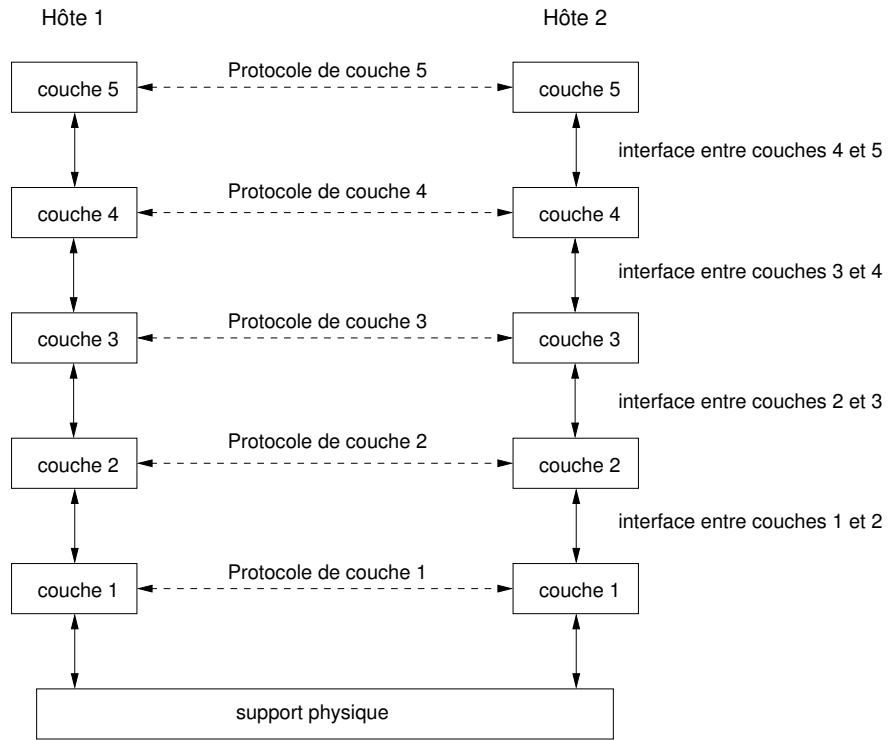 Hôte 1
Hôte 2
Protocole de couche 5
couche 5
couche 5
interface entre couches 4 et 5
Protocole de couche 4
couche 4
couche 4
interface entre couches 3 et 4
Protocole de couche 3
couche 3
couche 3
interface entre couches 2 et 3
Protocole de couche 2
couche 2
couche 2
interface entre couches 1 et 2
Protocole de couche 1
couche 1
couche 1
support physique